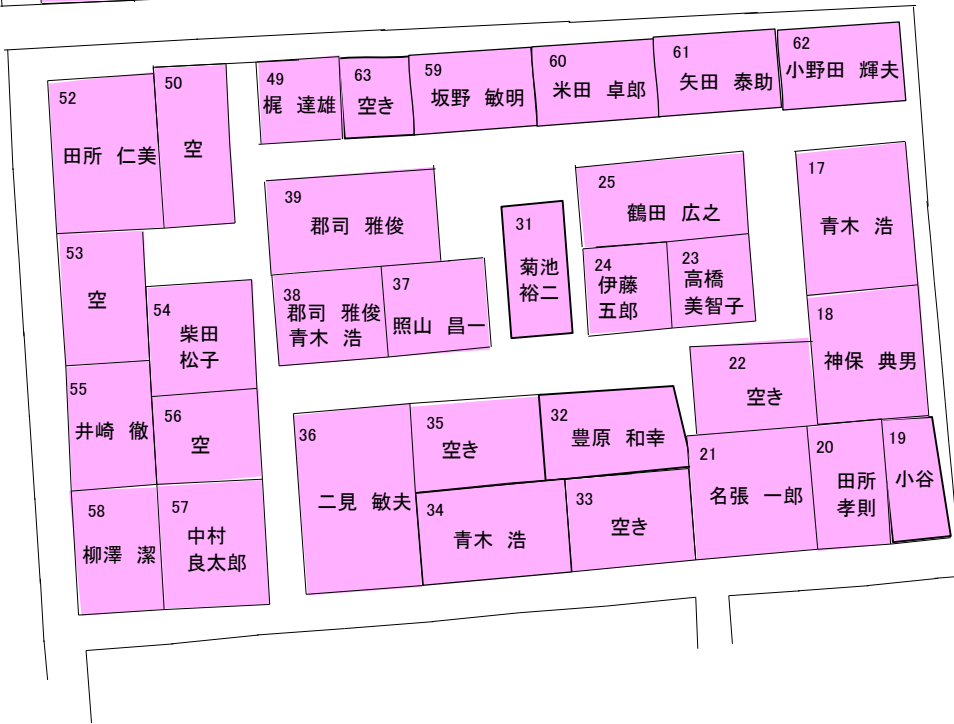 52
田所 仁美
50
空
49
梶 達雄
63
空き
59
坂野 敏明
60
米田 卓郎
61
矢田 泰助
62
小野田 輝夫
53
空
54
柴田
松子
55
井崎 徹
56
空
58
柳澤 潔
57
中村
良太郎
39
郡司 雅俊
38
郡司 雅俊
青木 浩
37
照山 昌一
31
菊池
裕二
25
鶴田 広之
24
伊藤
五郎
23
高橋
美智子
17
青木 浩
18
神保 典男
22
空き
36
二見 敏夫
35
空き
32
豊原 和幸
34
青木 浩
33
空き
21
名張 一郎
20
田所
孝則
19
小谷